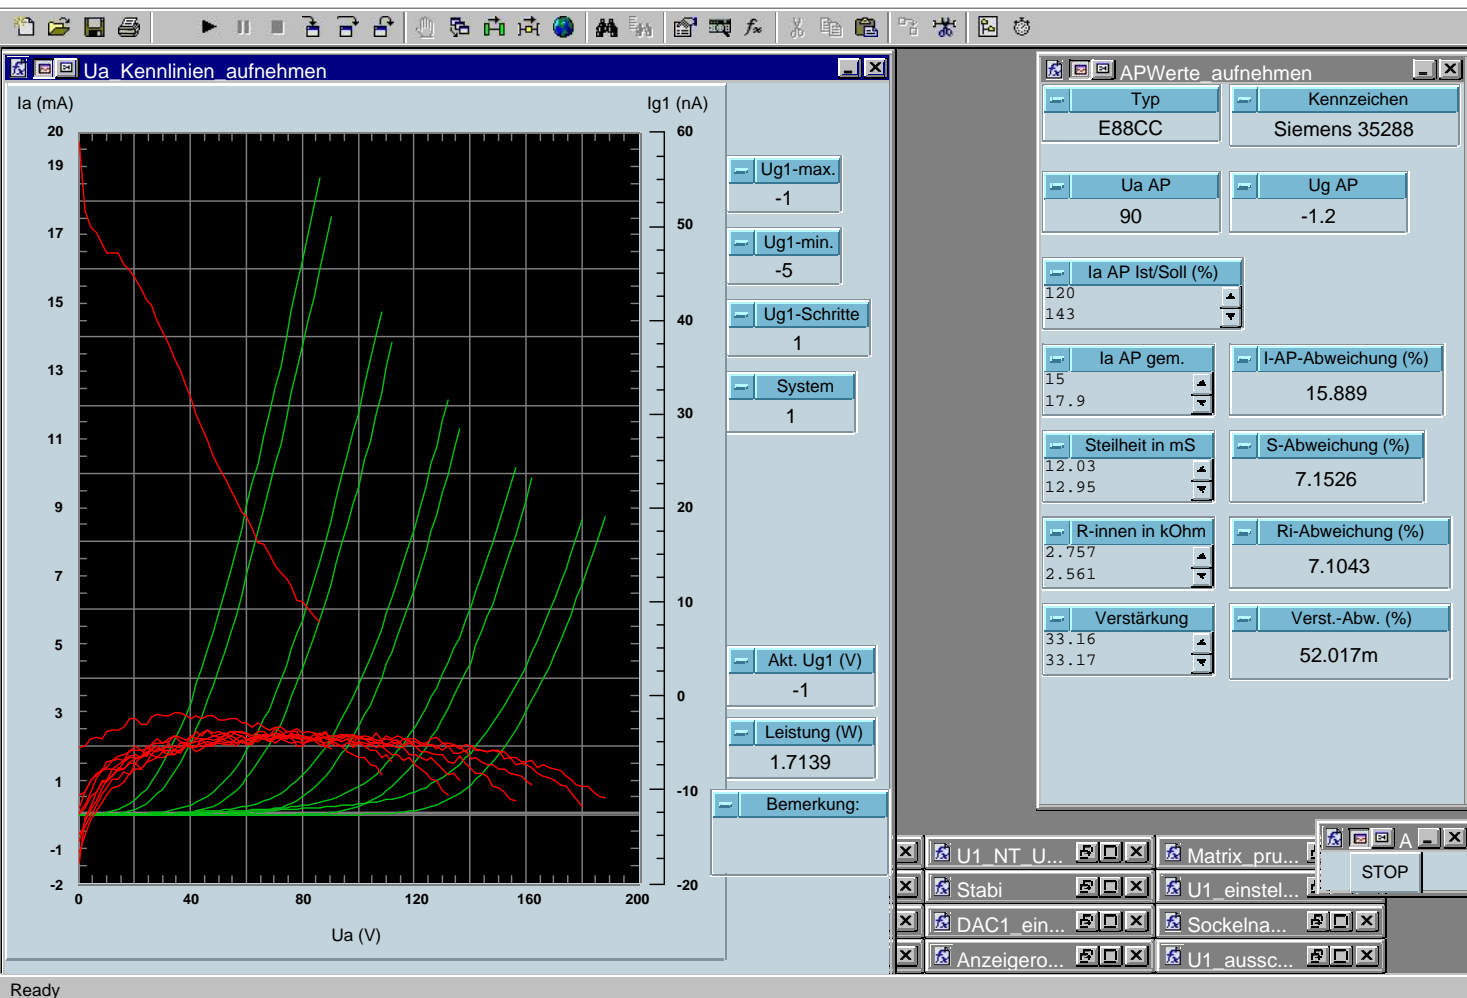 Ua_Kennlinien_aufnehmen
Ia (mA)
Ig1 (nA)
20
19
17
15
13
11
9
7
5
3
1
-1
-2
60
50
40
30
20
10
0
-10
-20
0
40
80
120
160
200
Ua (V)
Ug1-max.
-1
Ug1-min.
-5
Ug1-Schritte
1
System
1
Akt. Ug1 (V)
-1
Leistung (W)
1.7139
Bemerkung:
APWerte_aufnehmen
Typ
E88CC
Kennzeichen
Siemens 35288
Ua AP
90
Ug AP
-1.2
Ia AP Ist/Soll (%)
120
143
Ia AP gem.
15
17.9
I-AP-Abweichung (%)
15.889
Steilheit in mS
12.03
12.95
S-Abweichung (%)
7.1526
R-innen in kOhm
2.757
2.561
Ri-Abweichung (%)
7.1043
Verstärkung
33.16
33.17
Verst.-Abw. (%)
52.017m
U1_NT_U...
Matrix_pru...
A
STOP
Stabi
U1_einstel...
DAC1_ein...
Sockelna...
Anzeigero...
U1_aussc...
Ready